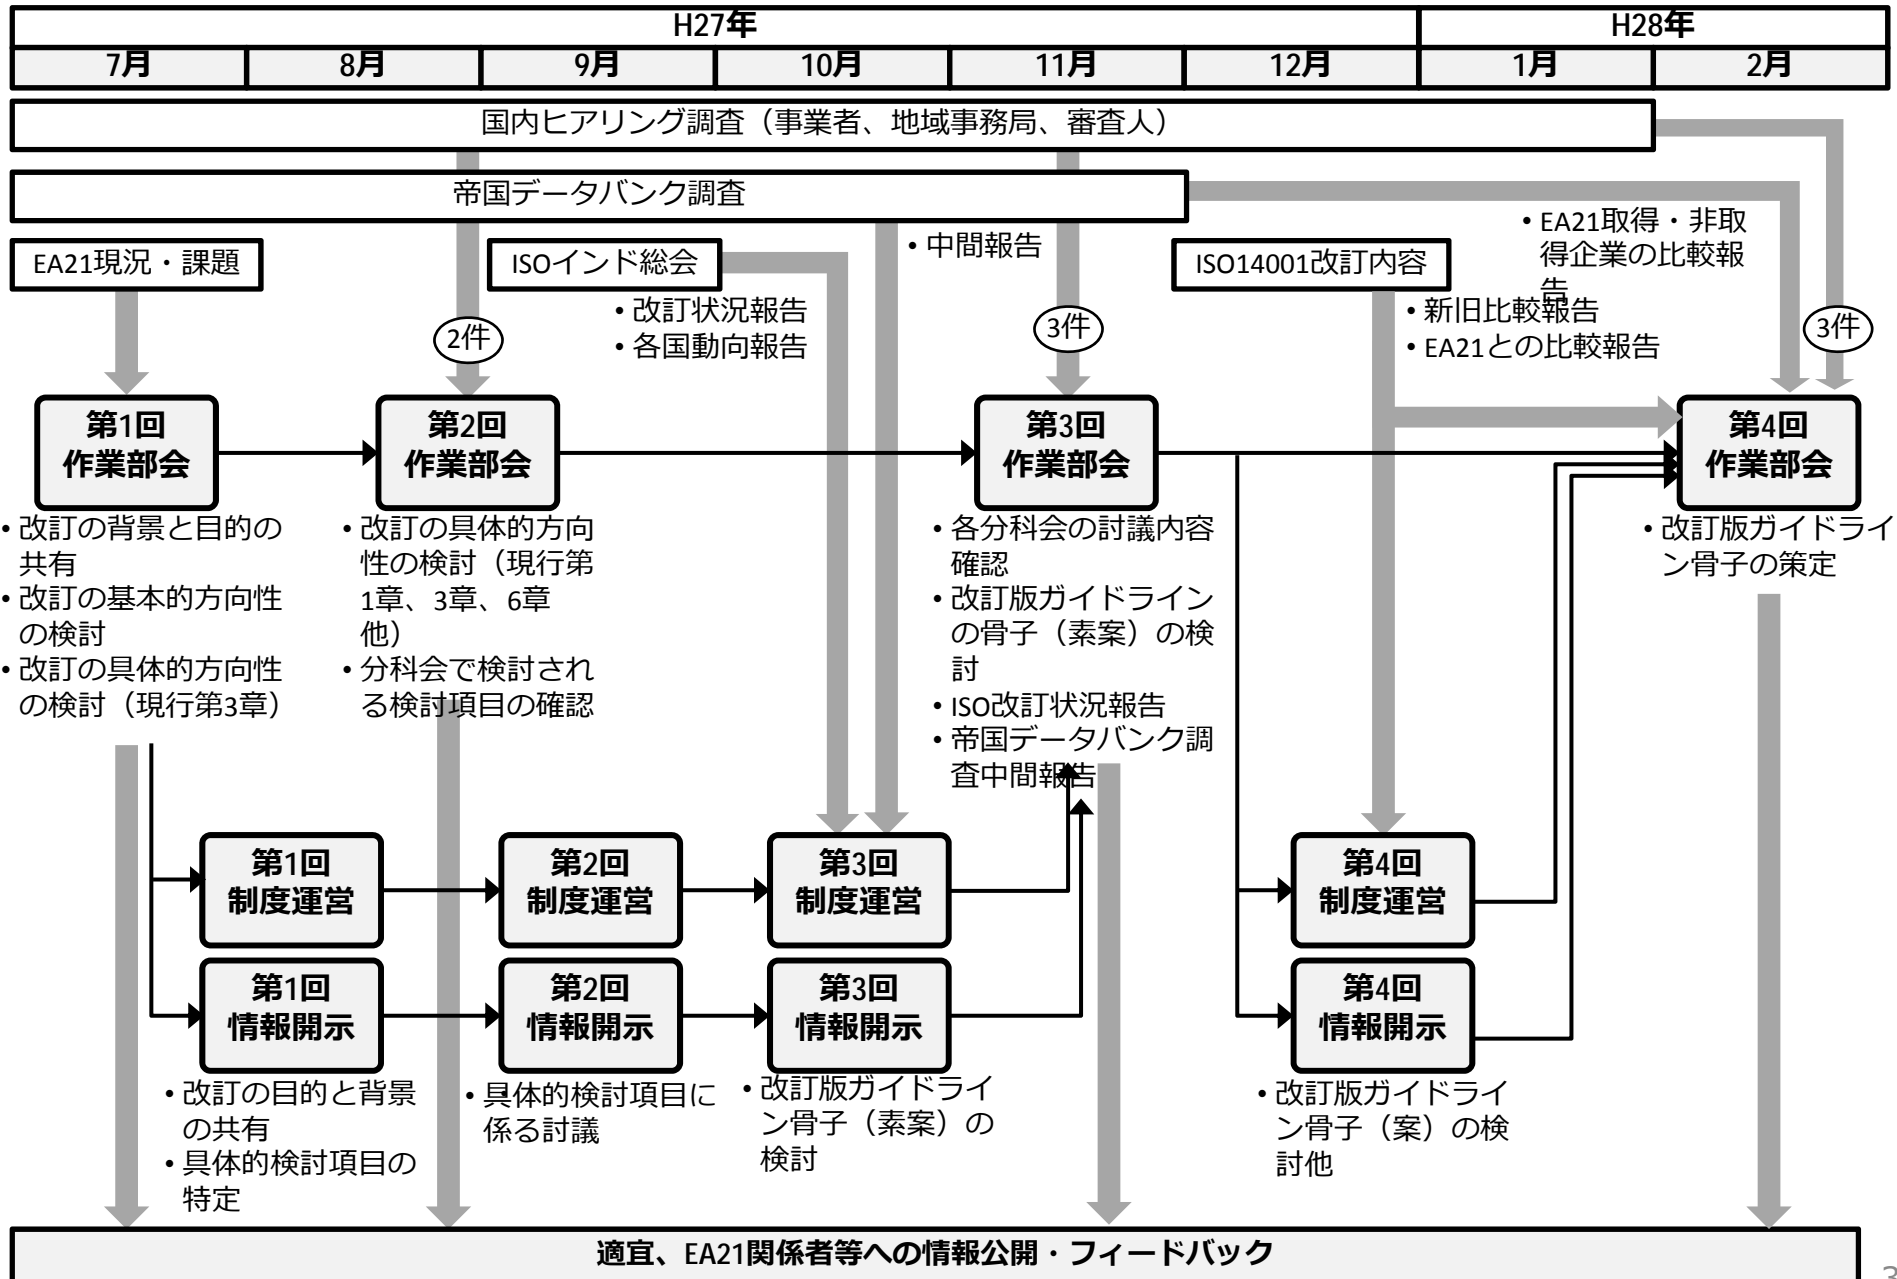 H27年
H28年
7月
8月
9月
10月
11月
12月
1月
2月
国内ヒアリング調査（事業者、地域事務局、審査人）
帝国データバンク調査
EA21現況・課題
ISOインド総会
• 中間報告
ISO14001改訂内容
• EA21取得・非取
得企業の比較報
告
• 改訂状況報告
• 各国動向報告
• 新旧比較報告
• EA21との比較報告
2件
3件
3件
第1回
作業部会
第2回
作業部会
第3回
作業部会
第4回
作業部会
• 改訂の背景と目的の
共有
• 改訂の基本的方向性
の検討
• 改訂の具体的方向性
の検討（現行第3章）
• 改訂の具体的方向
性の検討（現行第
1章、3章、6章
他）
• 分科会で検討され
る検討項目の確認
• 各分科会の討議内容
確認
• 改訂版ガイドライン
の骨子（素案）の検
討
• ISO改訂状況報告
• 帝国データバンク調
査中間報告
• 改訂版ガイドライ
ン骨子の策定
第1回
制度運営
第2回
制度運営
第3回
制度運営
第4回
制度運営
第1回
情報開示
第2回
情報開示
第3回
情報開示
第4回
情報開示
• 改訂の目的と背景
の共有
• 具体的検討項目の
特定
• 具体的検討項目に
係る討議
• 改訂版ガイドライ
ン骨子（素案）の
検討
• 改訂版ガイドライ
ン骨子（案）の検
討他
適宜、EA21関係者等への情報公開・フィードバック
3